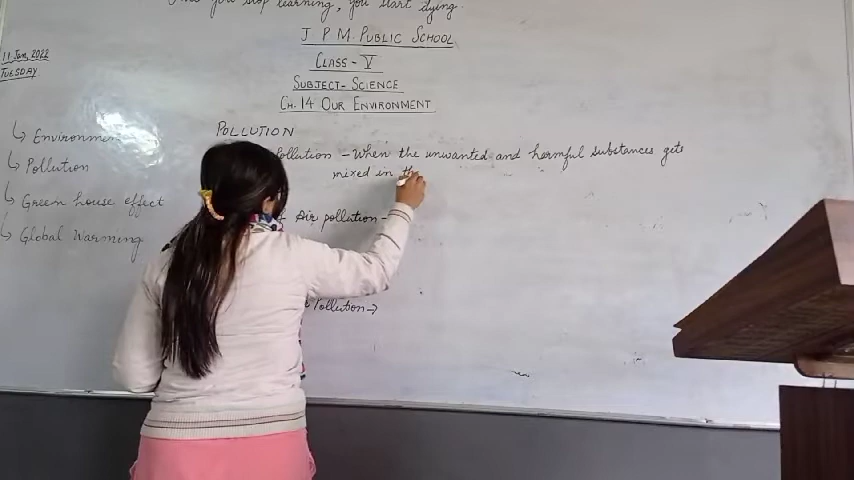 you stop learning, you start dying.
J P M. PUBLIC SCHOOL
11 Jan, 2022
TUESDAY
CLASS - V
SUBJECT- SCIENCE
CH. 14 OUR ENVIRONMENT
↳ Environmen
↳ Pollution
↳ Green house effect
↳ Global Warming
POLLUTION
Pollution - When the unwanted and harmful substances gets
mixed in th
Air pollution -
Pollution →